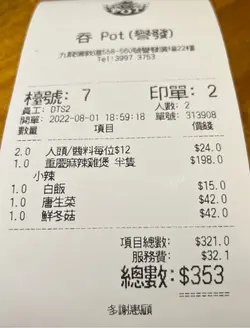 吞 Pot (譽發)
Tel:3997 3753
檯號: 7 印單: 2
員工: DTS2 人數: 2
開單: 2022-08-01 18:59:18 單號: 313908
數量 項目 價錢
2.0 人頭/醬料每位$12 $24.0
1.0 重慶麻辣雞煲 半隻 $198.0
小辣
1.0 白飯 $15.0
1.0 唐生菜 $42.0
1.0 鮮冬菇 $42.0
項目總數: $321.0
服務費: $32.1
總數: $353
多謝惠顧